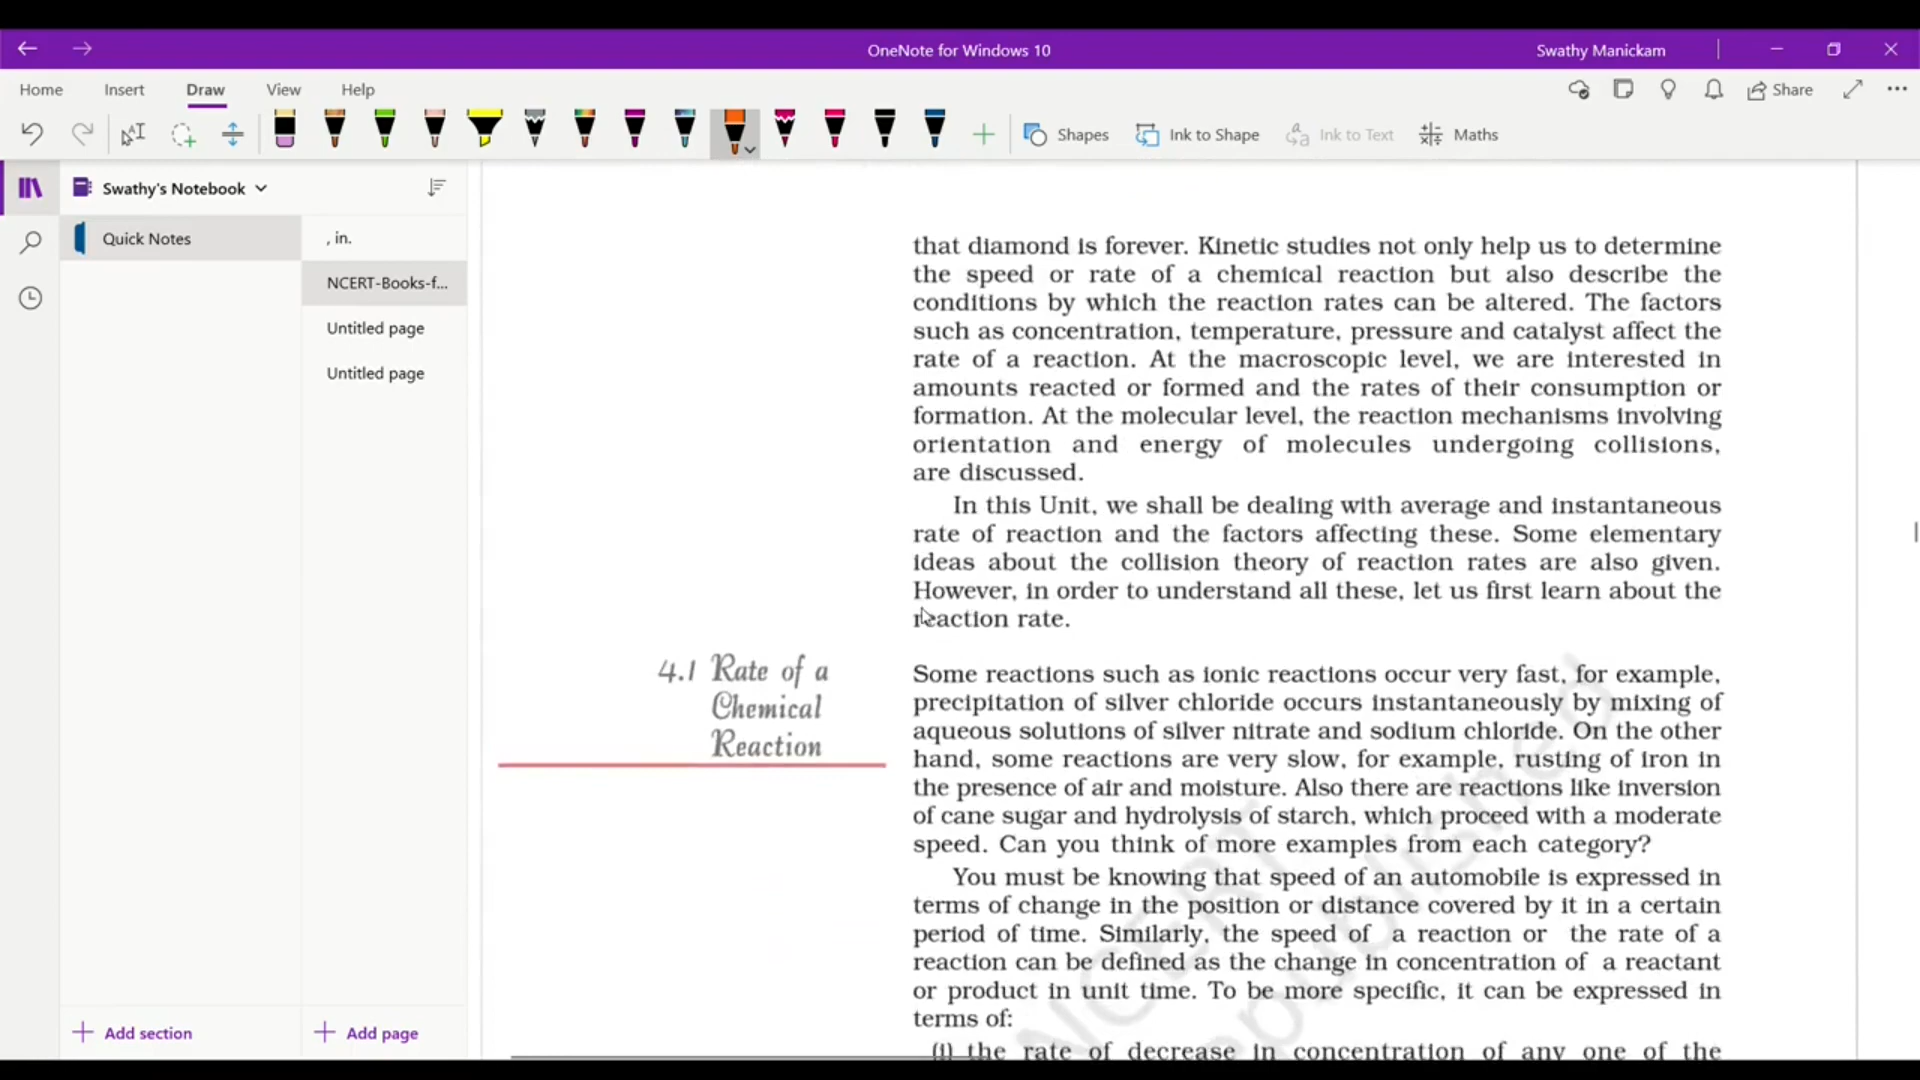 OneNote for Windows 10
Swathy Manickam
Home Insert Draw View Help
Share
Shapes Ink to Shape Ink to Text Maths
Swathy's Notebook
Quick Notes
, in.
NCERT-Books-f...
Untitled page
Untitled page
Add section
Add page
that diamond is forever. Kinetic studies not only help us to determine
the speed or rate of a chemical reaction but also describe the
conditions by which the reaction rates can be altered. The factors
such as concentration, temperature, pressure and catalyst affect the
rate of a reaction. At the macroscopic level, we are interested in
amounts reacted or formed and the rates of their consumption or
formation. At the molecular level, the reaction mechanisms involving
orientation and energy of molecules undergoing collisions,
are discussed.
In this Unit, we shall be dealing with average and instantaneous
rate of reaction and the factors affecting these. Some elementary
ideas about the collision theory of reaction rates are also given.
However, in order to understand all these, let us first learn about the
reaction rate.
4.1 Rate of a
Chemical
Reaction
Some reactions such as ionic reactions occur very fast, for example,
precipitation of silver chloride occurs instantaneously by mixing of
aqueous solutions of silver nitrate and sodium chloride. On the other
hand, some reactions are very slow, for example, rusting of iron in
the presence of air and moisture. Also there are reactions like inversion
of cane sugar and hydrolysis of starch, which proceed with a moderate
speed. Can you think of more examples from each category?
You must be knowing that speed of an automobile is expressed in
terms of change in the position or distance covered by it in a certain
period of time. Similarly, the speed of a reaction or the rate of a
reaction can be defined as the change in concentration of a reactant
or product in unit time. To be more specific, it can be expressed in
terms of:
(i) the rate of decrease in concentration of any one of the
NCERT
republished